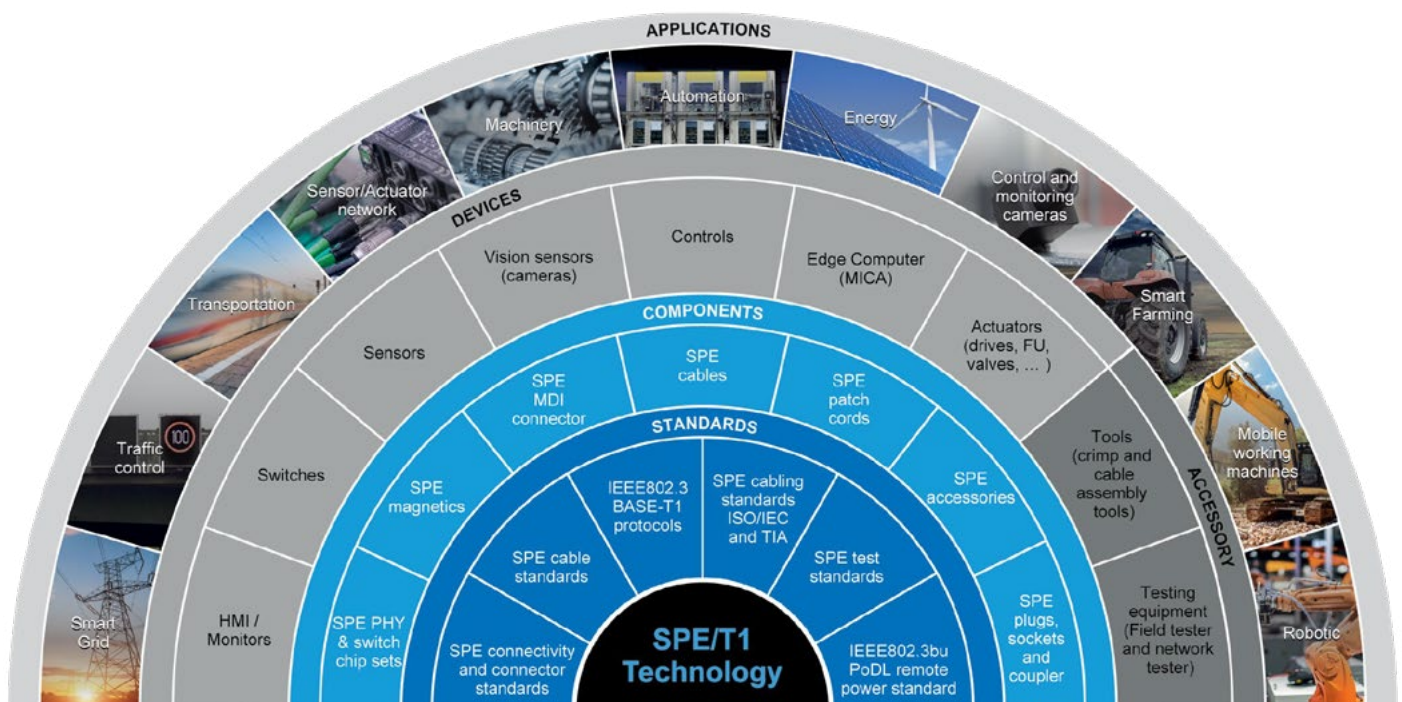 APPLICATIONS
Smart
Grid
Traffic
control
Transportation
Sensor/Actuator
network
Machinery
Automation
Energy
Control and
monitoring
cameras
Smart
Farming
Mobile
working
machines
Robotic
DEVICES
HMI /
Monitors
Switches
Sensors
Vision sensors
(cameras)
Controls
Edge Computer
(MICA)
Actuators
(drives, FU,
valves, ... )
ACCESSORY
Tools
(crimp and
cable
assembly
tools)
Testing
equipment
(Field tester
and network
tester)
COMPONENTS
SPE PHY
& switch
chip sets
SPE
magnetics
SPE
MDI
connector
SPE
cables
SPE
patch
cords
SPE
accessories
SPE
plugs,
sockets
and
coupler
STANDARDS
SPE connectivity
and connector
standards
SPE cable
standards
IEEE802.3
BASE-T1
protocols
SPE cabling
standards
ISO/IEC
and TIA
SPE test
standards
IEEE802.3bu
PoDL remote
power standard
SPE/T1
Technology
100